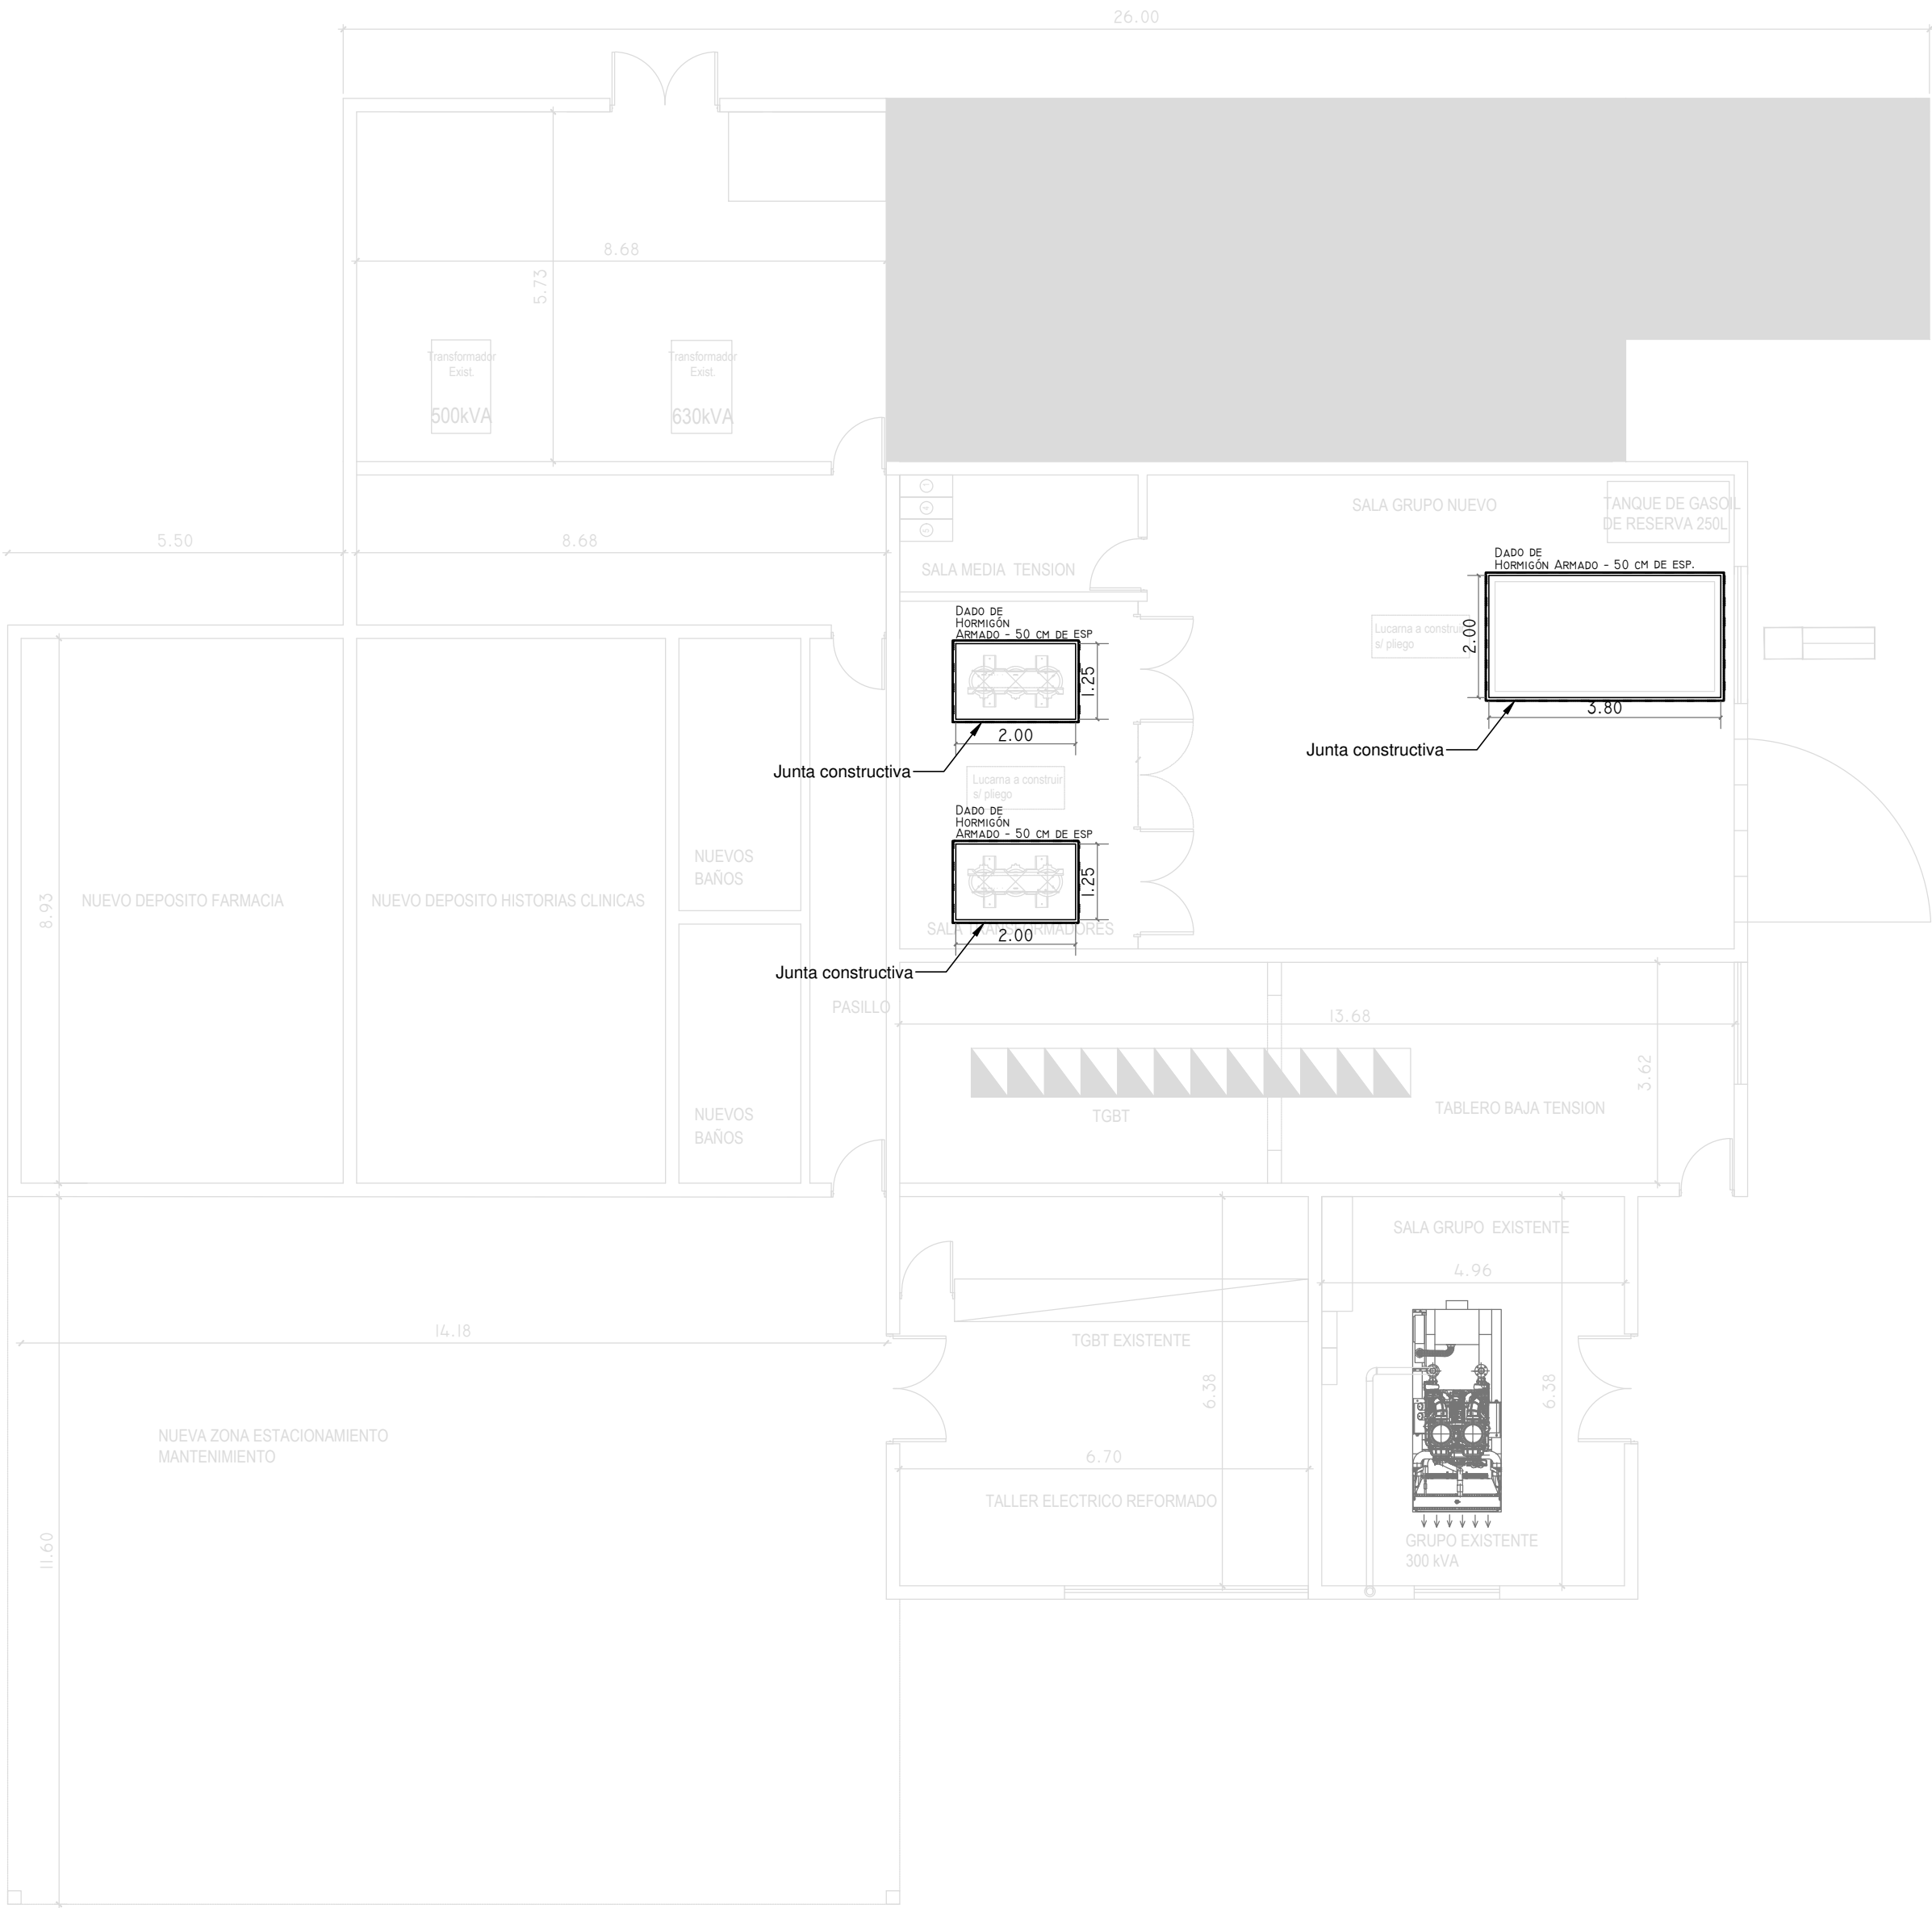 26.00
8.68
5.73
Transformador
Exist.
500kVA
Transformador
Exist.
630kVA
5.50
8.68
SALA MEDIA TENSION
SALA GRUPO NUEVO
TANQUE DE GASOIL
DE RESERVA 250L
Dado de
Hormigón Armado - 50 cm de esp.
2.00
3.80
Lucarna a construir
s/ pliego
Junta constructiva
Dado de
Hormigón
Armado - 50 cm de esp
1.25
2.00
Junta constructiva
Lucarna a construir
s/ pliego
Dado de
Hormigón
Armado - 50 cm de esp
1.25
2.00
SALA TRANSFORMADORES
Junta constructiva
NUEVOS
BAÑOS
NUEVO DEPOSITO FARMACIA
NUEVO DEPOSITO HISTORIAS CLINICAS
8.93
PASILLO
13.68
3.62
TGBT
TABLERO BAJA TENSION
NUEVOS
BAÑOS
SALA GRUPO EXISTENTE
4.96
14.18
TGBT EXISTENTE
6.38
6.38
NUEVA ZONA ESTACIONAMIENTO
MANTENIMIENTO
6.70
TALLER ELECTRICO REFORMADO
11.60
GRUPO EXISTENTE
300 kVA